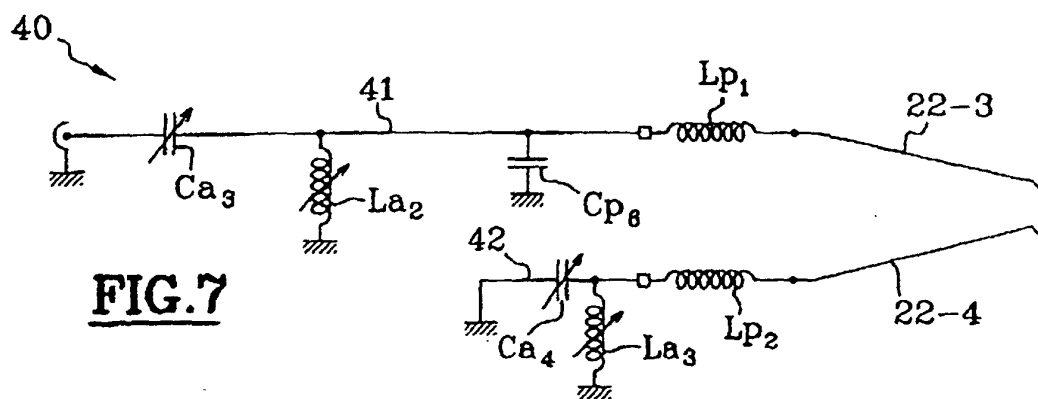 40
41
Lp₁
22-3
Ca₃
La₂
Cp₆
42
FIG.7
Ca₄
La₃
Lp₂
22-4